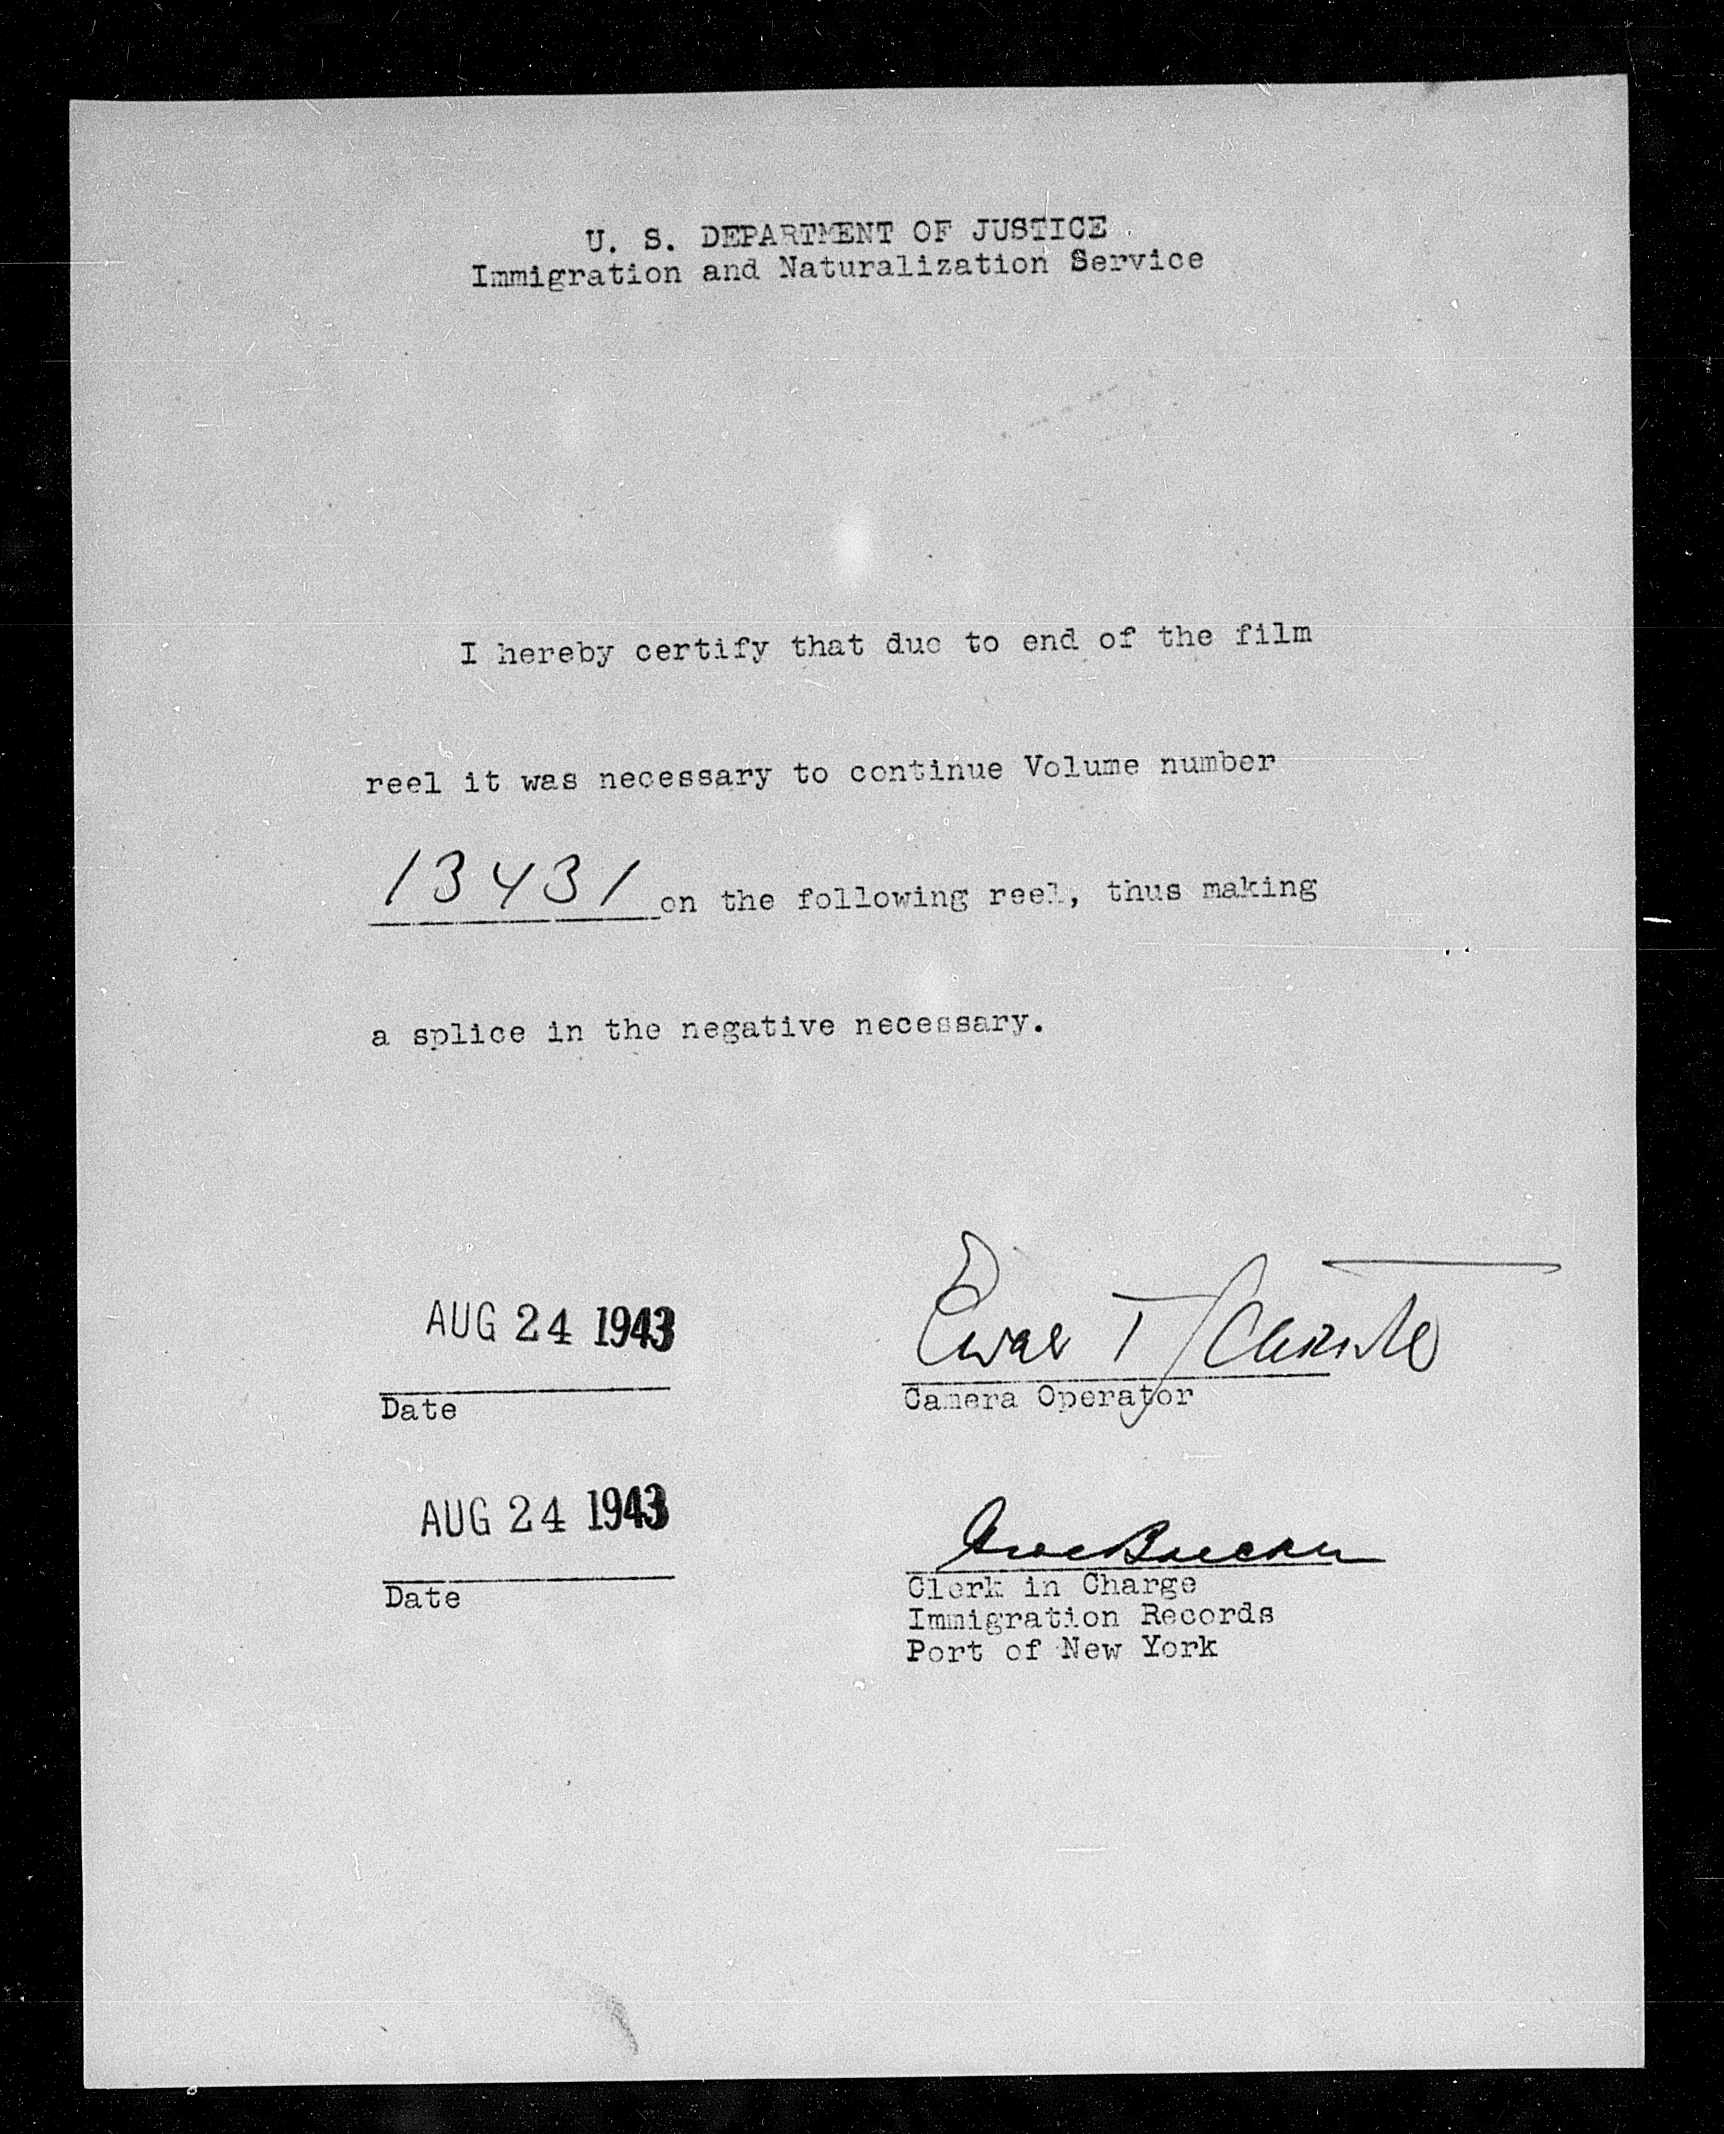 U. S. DEPARTMENT OF JUSTICE
Immigration and Naturalization Service
I hereby certify that due to end of the film
reel it was necessary to continue Volume number
13431 on the following reel, thus making
a splice in the negative necessary.
AUG 24 1943
Date
Camera Operator
AUG 24 1943
Date
Clerk in Charge
Immigration Records
Port of New York